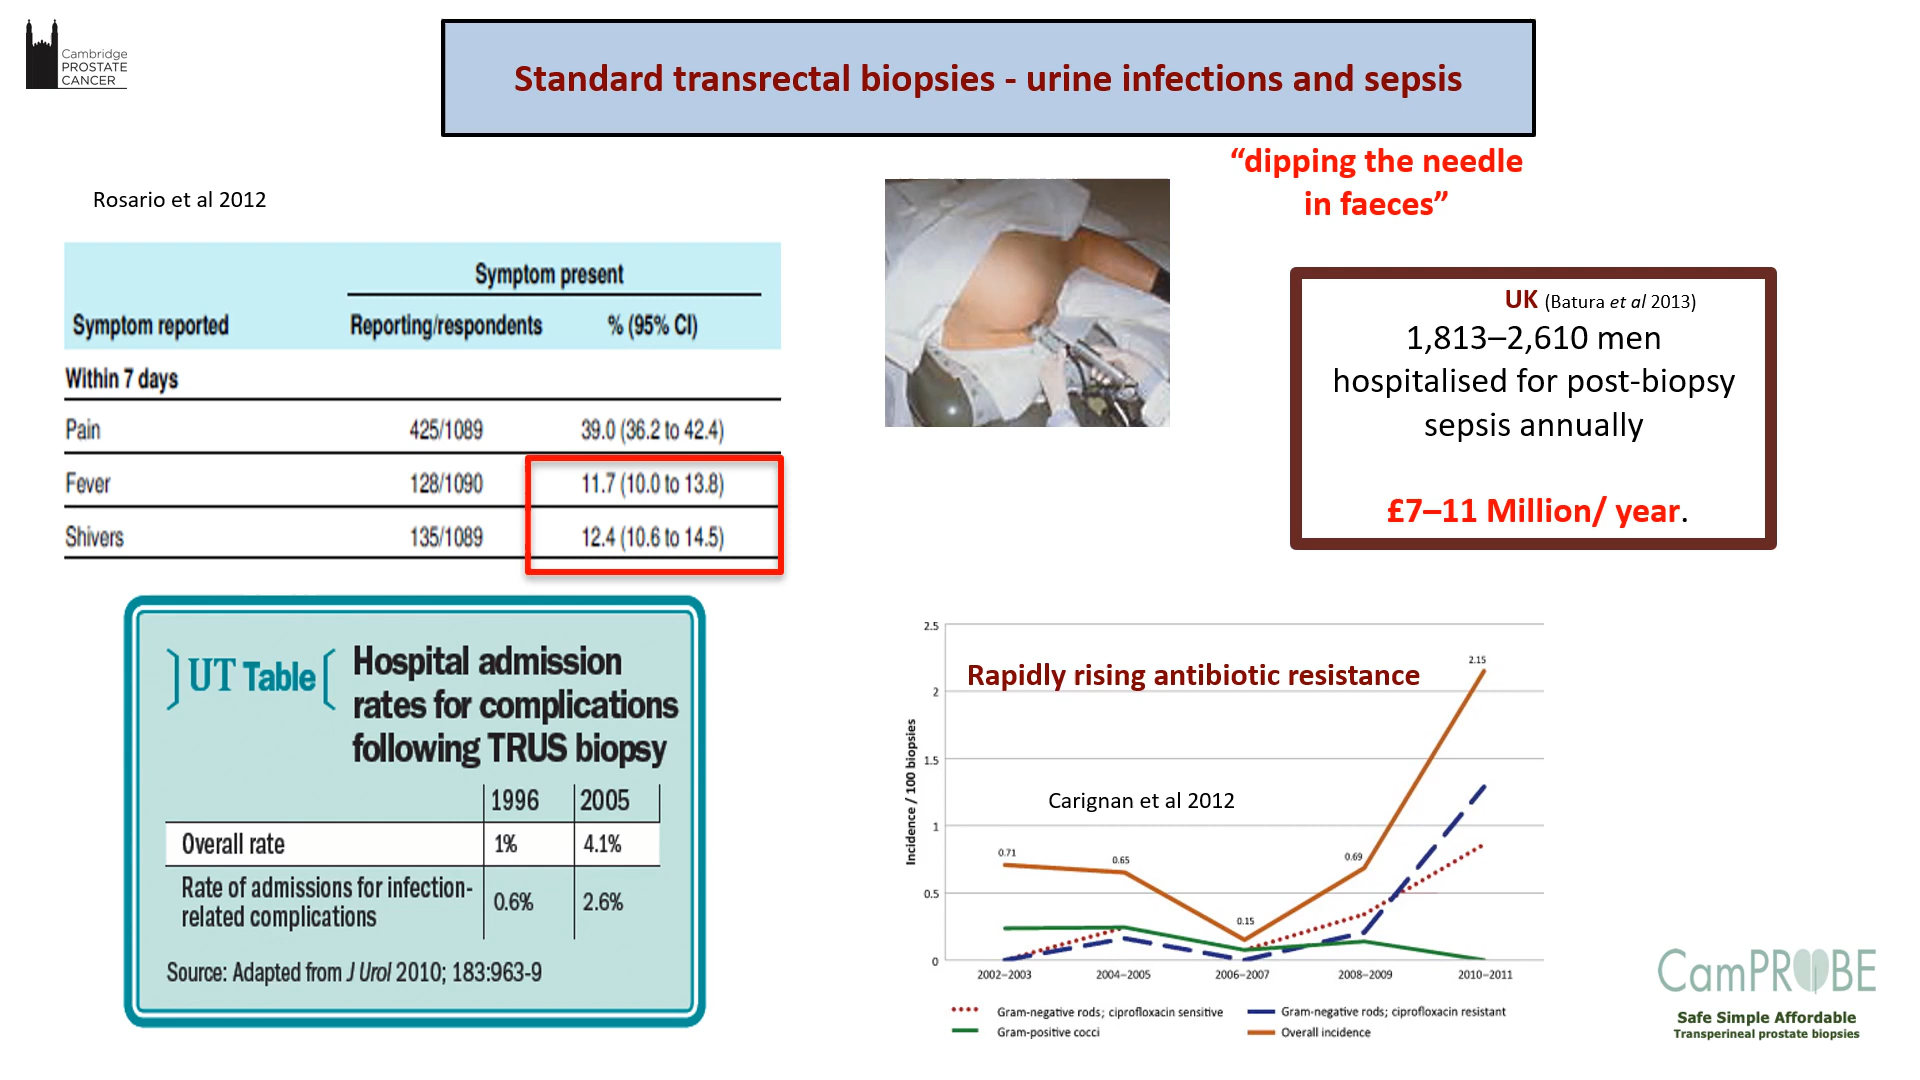 Cambridge
PROSTATE
CANCER
Standard transrectal biopsies - urine infections and sepsis
“dipping the needle
in faeces”
Rosario et al 2012
Symptom present
Symptom reported Reporting/respondents % (95% CI)
Within 7 days
Pain 425/1089 39.0 (36.2 to 42.4)
Fever 128/1090 11.7 (10.0 to 13.8)
Shivers 135/1089 12.4 (10.6 to 14.5)
UK (Batura et al 2013)
1,813–2,610 men
hospitalised for post-biopsy
sepsis annually
£7–11 Million/ year.
UT Table
Hospital admission
rates for complications
following TRUS biopsy
1996 2005
Overall rate 1% 4.1%
Rate of admissions for infection-
related complications 0.6% 2.6%
Source: Adapted from J Urol 2010; 183:963-9
Rapidly rising antibiotic resistance
Carignan et al 2012
Incidence / 100 biopsies
2.5
2
1.5
1
0.5
0
0.71
0.65
0.15
0.69
2.15
2002–2003 2004–2005 2006–2007 2008–2009 2010–2011
Gram-negative rods; ciprofloxacin sensitive
Gram-negative rods; ciprofloxacin resistant
Gram-positive cocci
Overall incidence
CamPROBE
Safe Simple Affordable
Transperineal prostate biopsies